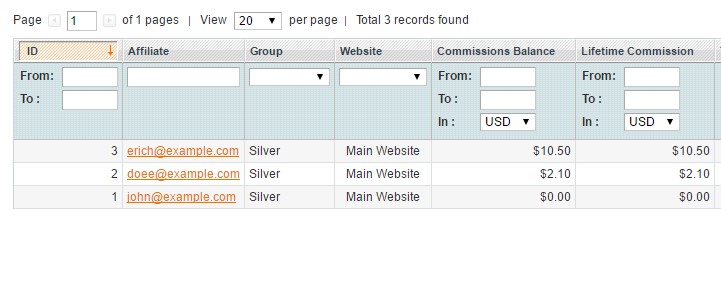 Page 1 of 1 pages | View 20 per page | Total 3 records found
ID Affiliate Group Website Commissions Balance Lifetime Commission
From: From: From:
To : To : To :
In : USD In : USD
3 erich@example.com Silver Main Website $10.50 $10.50
2 doee@example.com Silver Main Website $2.10 $2.10
1 john@example.com Silver Main Website $0.00 $0.00